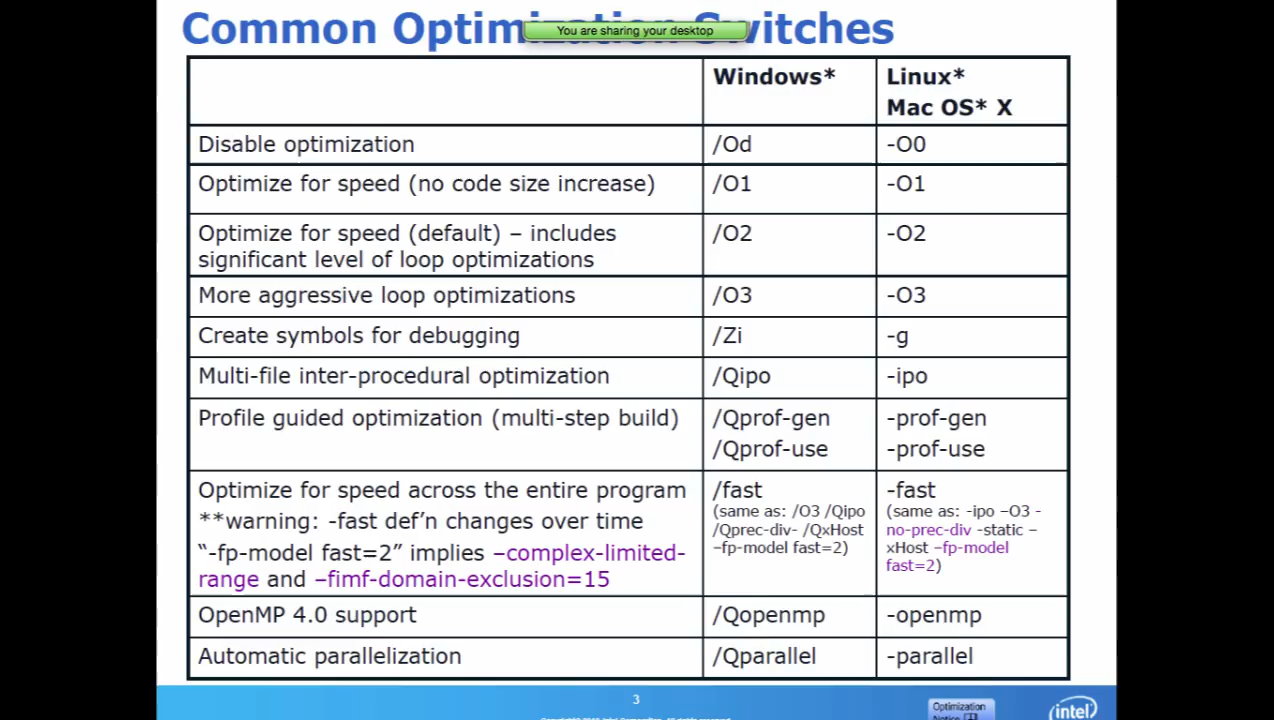 Common Optimization Switches
You are sharing your desktop
Windows*
Linux*
Mac OS* X
Disable optimization
/Od
-O0
Optimize for speed (no code size increase)
/O1
-O1
Optimize for speed (default) – includes
significant level of loop optimizations
/O2
-O2
More aggressive loop optimizations
/O3
-O3
Create symbols for debugging
/Zi
-g
Multi-file inter-procedural optimization
/Qipo
-ipo
Profile guided optimization (multi-step build)
/Qprof-gen
/Qprof-use
-prof-gen
-prof-use
Optimize for speed across the entire program
**warning: -fast def’n changes over time
“-fp-model fast=2” implies –complex-limited-
range and –fimf-domain-exclusion=15
/fast
(same as: /O3 /Qipo
/Qprec-div- /QxHost
–fp-model fast=2)
-fast
(same as: -ipo –O3 -
no-prec-div -static –
xHost –fp-model
fast=2)
OpenMP 4.0 support
/Qopenmp
-openmp
Automatic parallelization
/Qparallel
-parallel
3
Optimization
intel